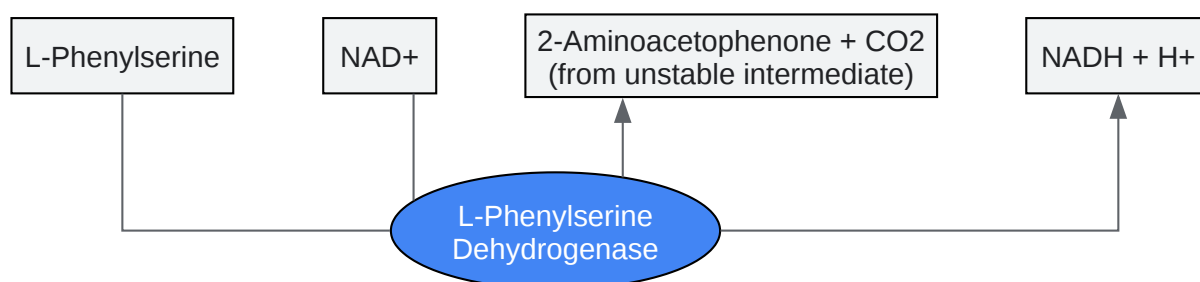 L-Phenylserine
NAD+
2-Aminoacetophenone + CO2
(from unstable intermediate)
NADH + H+
L-Phenylserine
Dehydrogenase